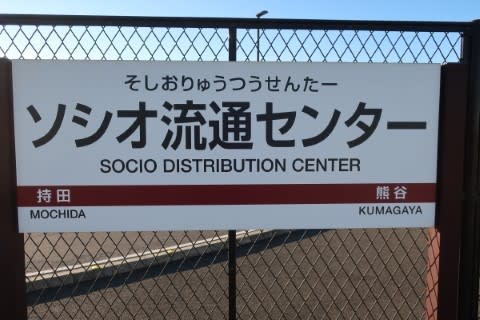 そしおりゅうつうせんたー
ソシオ流通センター
SOCIO DISTRIBUTION CENTER
持田 熊谷
MOCHIDA KUMAGAYA